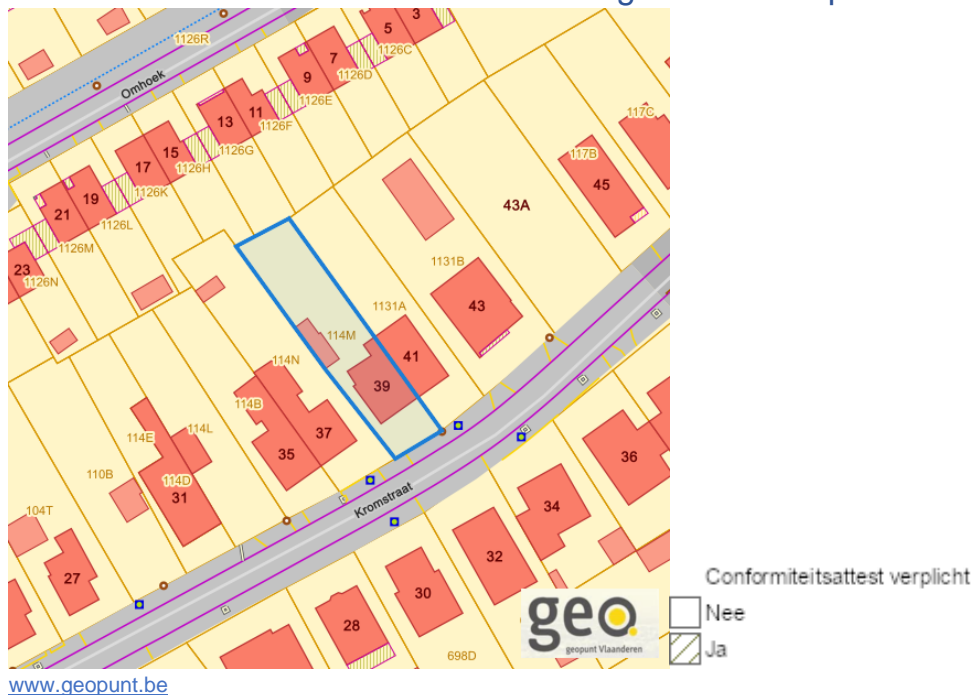 1126R
3
5
1126C
Omhoek
7
1126D
9
1126E
11
1126F
13
1126G
15
1126H
17
1126K
19
1126L
21
1126M
23
1126N
117C
117B
45
43A
1131B
43
1131A
114M
41
39
114N
114B
37
35
114L
114E
114D
31
110B
104T
27
Kromstraat
36
34
32
30
28
698D
geo
geopunt Vlaanderen
Conformiteitsattest verplicht
Nee
Ja
www.geopunt.be